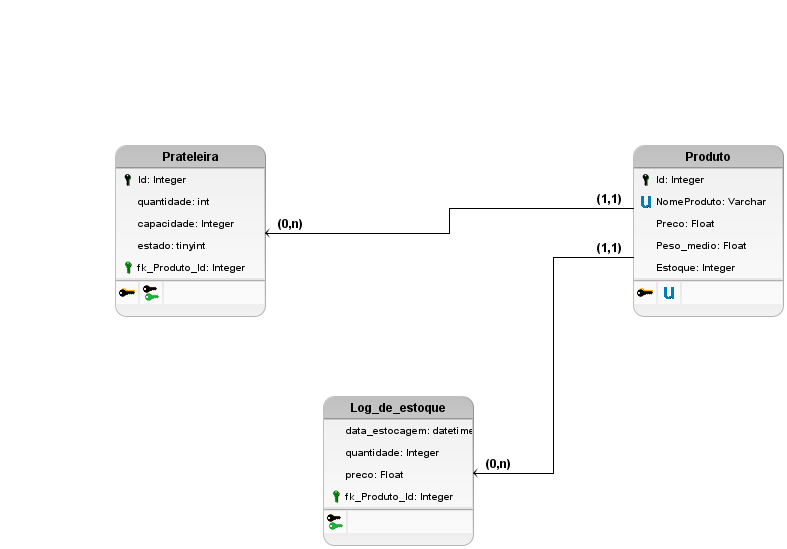 Prateleira
Id: Integer
quantidade: int
capacidade: Integer
estado: tinyint
fk_Produto_Id: Integer
(0,n)
(1,1)
(1,1)
Produto
Id: Integer
U NomeProduto: Varchar
Preco: Float
Peso_medio: Float
Estoque: Integer
U
Log_de_estoque
data_estocagem: datetime
quantidade: Integer
preco: Float
fk_Produto_Id: Integer
(0,n)